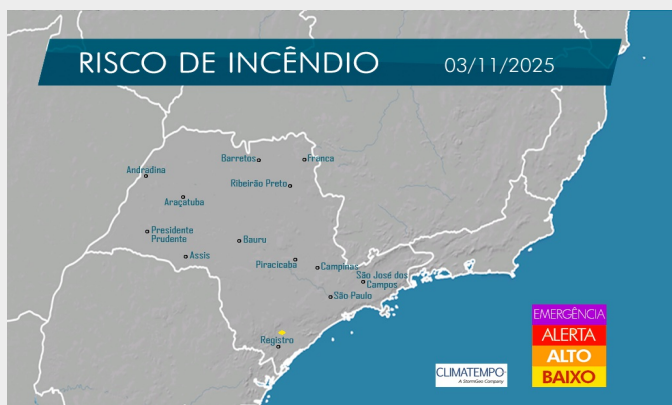 RISCO DE INCÊNDIO
03/11/2025
Barretos
Franca
Andradina
Ribeirão Preto
Araçatuba
Presidente
Prudente
Bauru
Assis
Piracicaba
Campinas
São José dos
Campos
São Paulo
Registro
EMERGÊNCIA
ALERTA
ALTO
BAIXO
CLIMATEMPO
A StormGeo Company